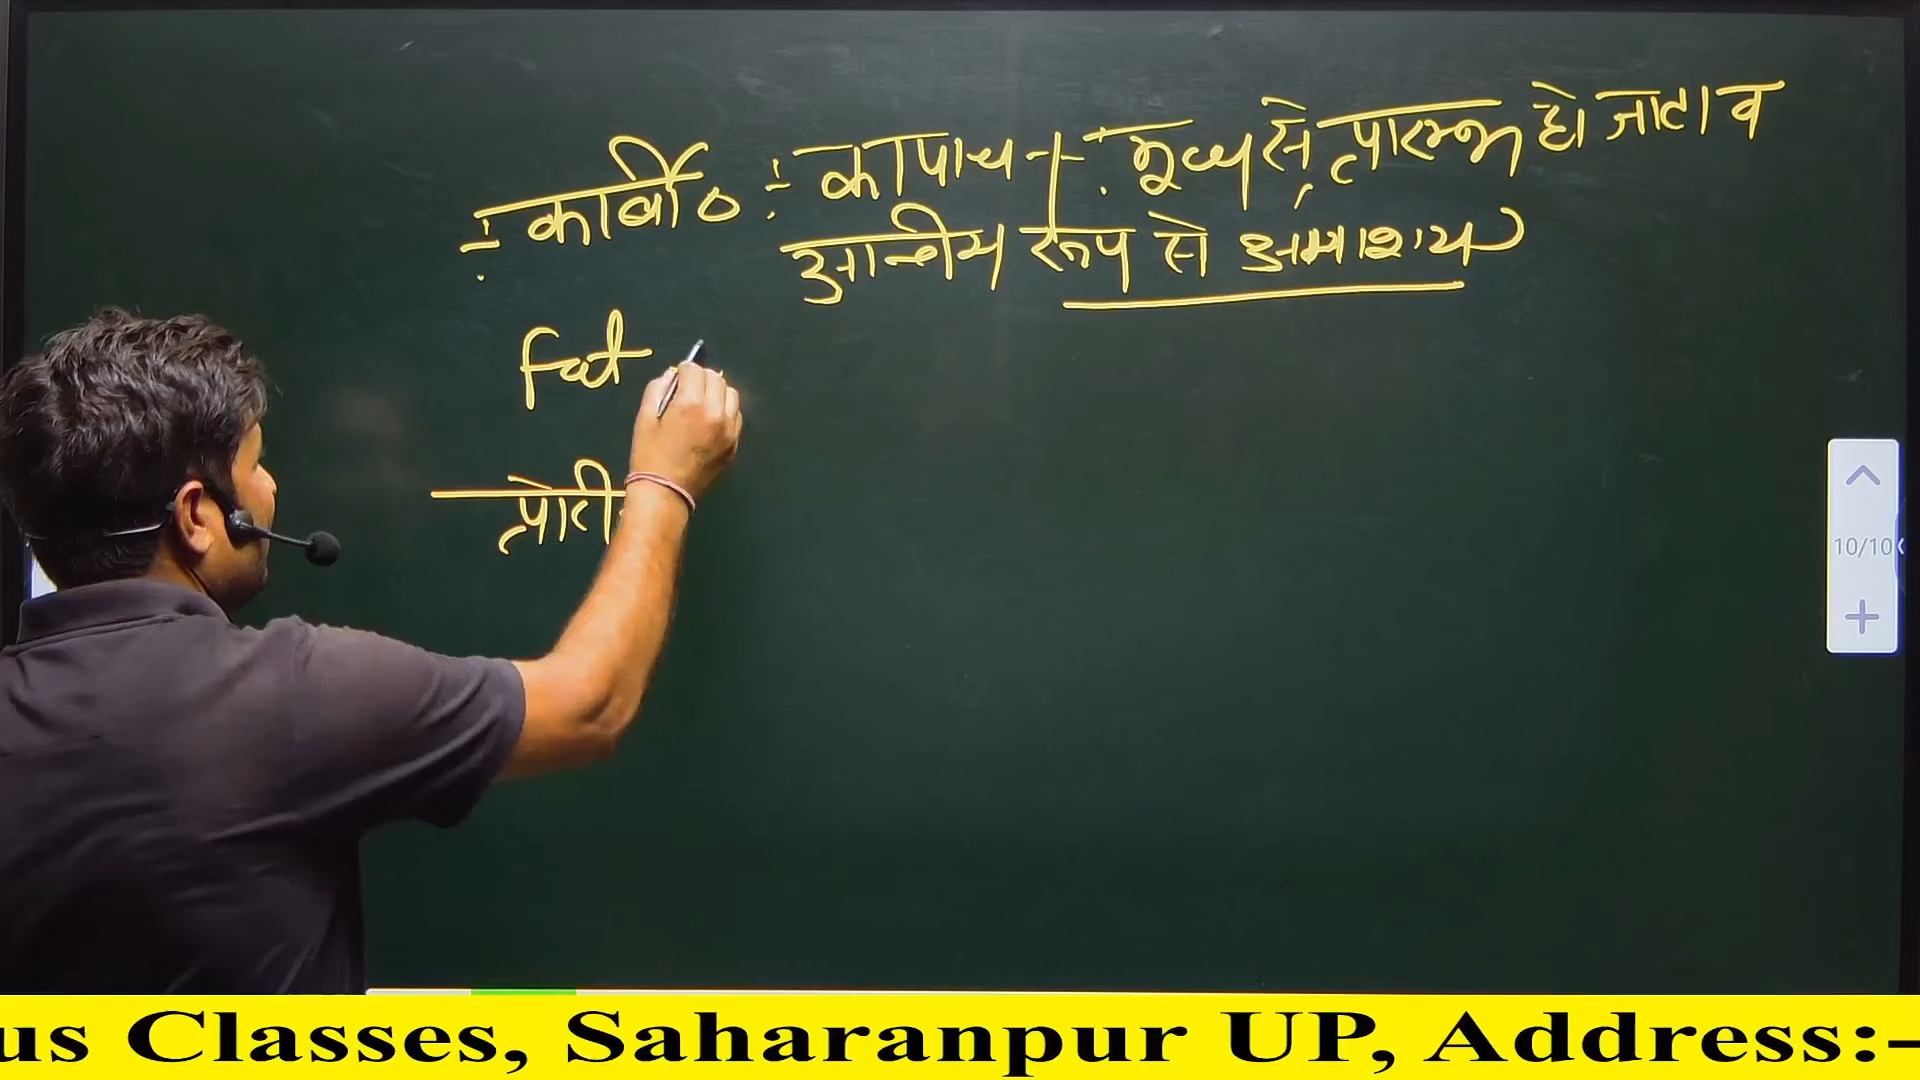 :- कार्बो० :- का पाचन :- मुख से प्रारम्भ हो जाता व
आन्तीय रूप से अमाशय
Fat
प्रोटी
10/10
us Classes, Saharanpur UP, Address:-